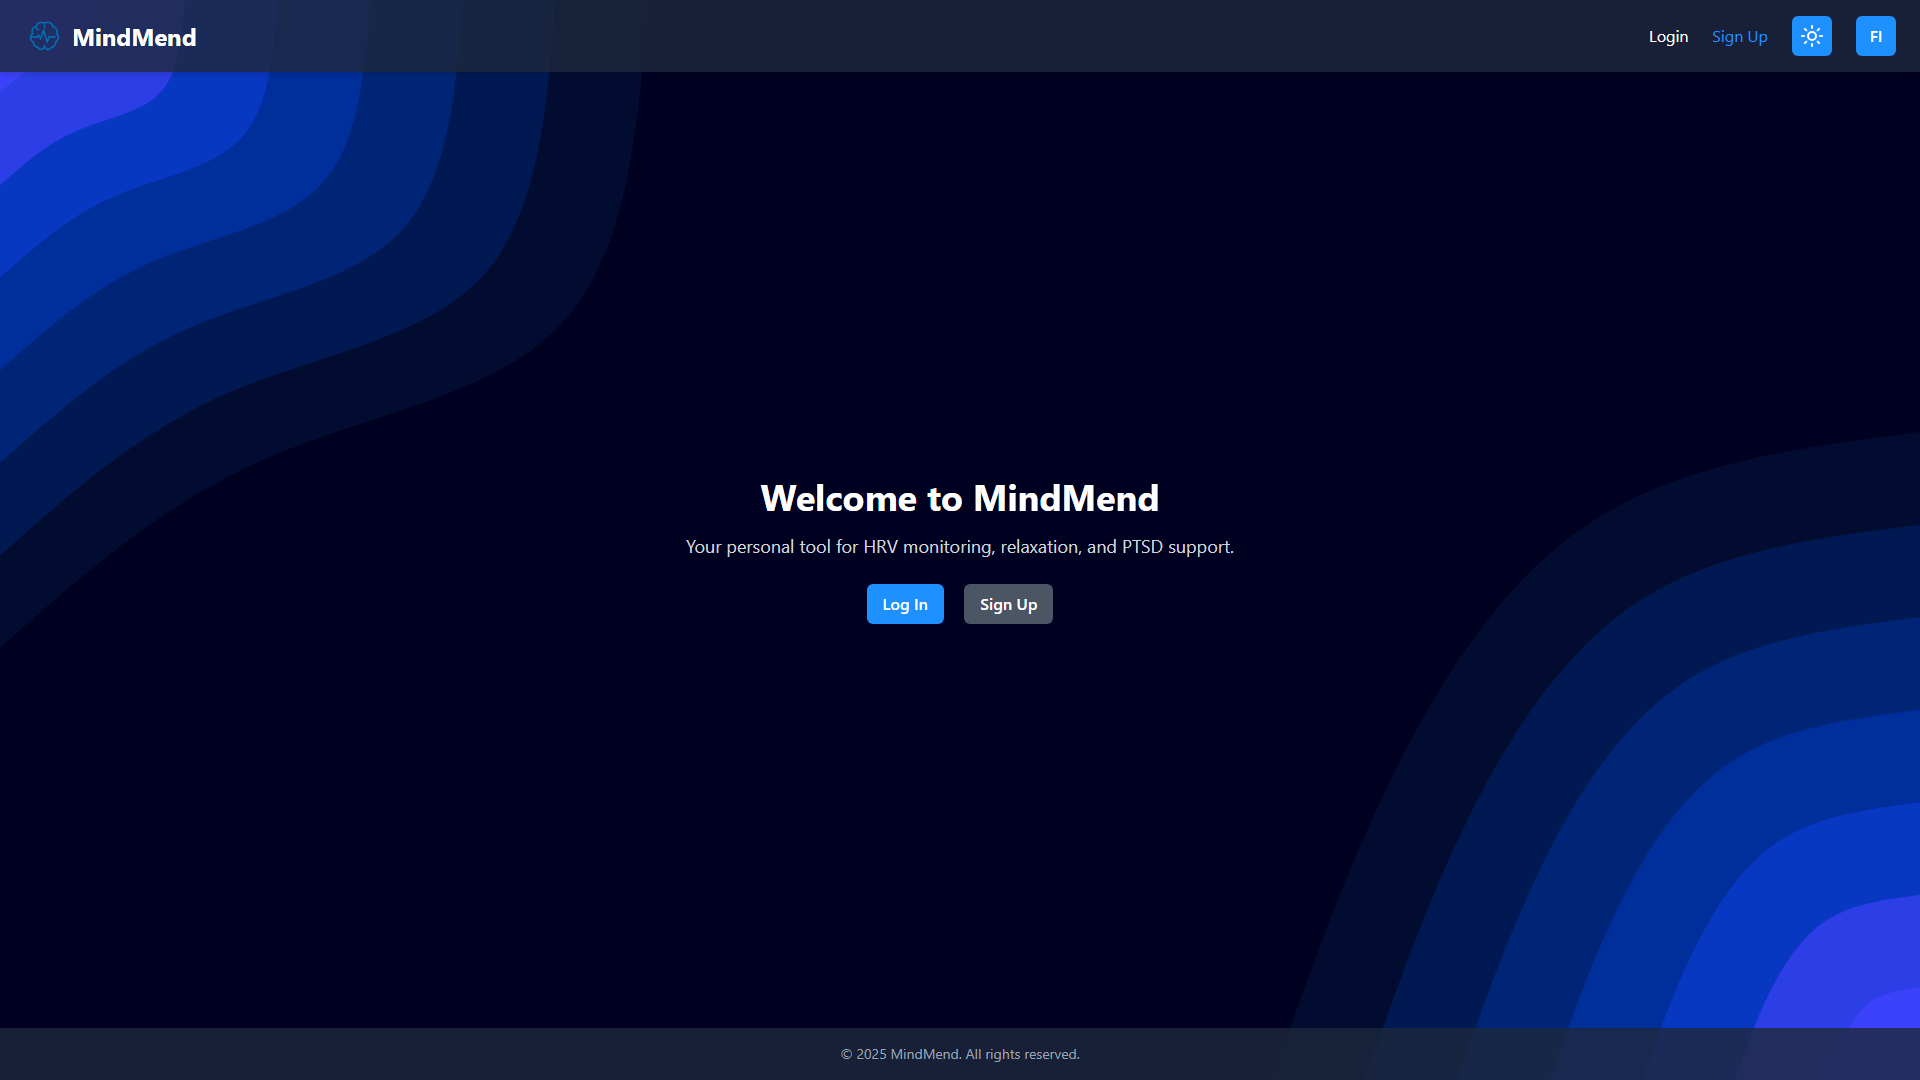 MindMend
Login
Sign Up
FI
Welcome to MindMend
Your personal tool for HRV monitoring, relaxation, and PTSD support.
Log In
Sign Up
© 2025 MindMend. All rights reserved.